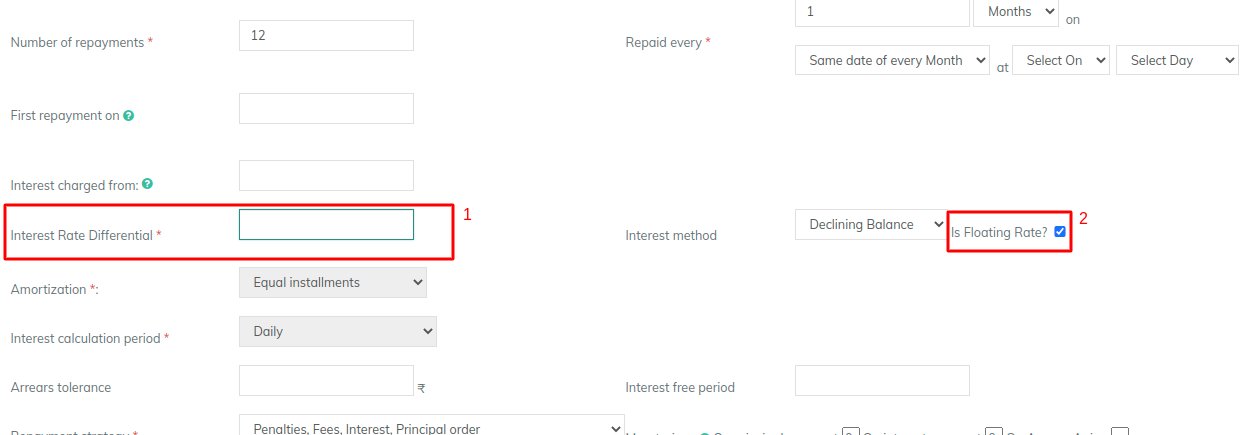 1 Months on
Number of repayments * 12 Repaid every *
Same date of every Month at Select On Select Day
First repayment on ?
Interest charged from: ?
1
2
Interest Rate Differential * Interest method Declining Balance Is Floating Rate?
Amortization *: Equal installments
Interest calculation period * Daily
Arrears tolerance ₹ Interest free period
Repayment strategy * Penalties, Fees, Interest, Principal order